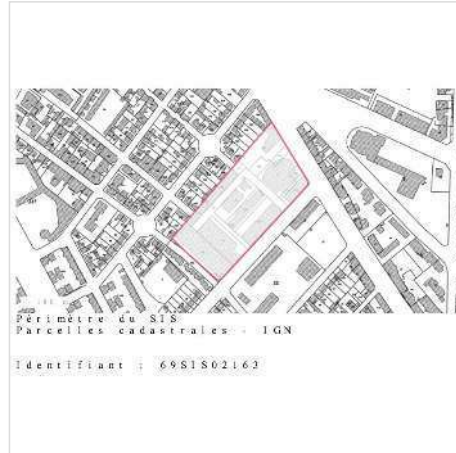 Périmètre du SIS
Parcelles cadastrales - IGN
Identifiant : 69SIS02163